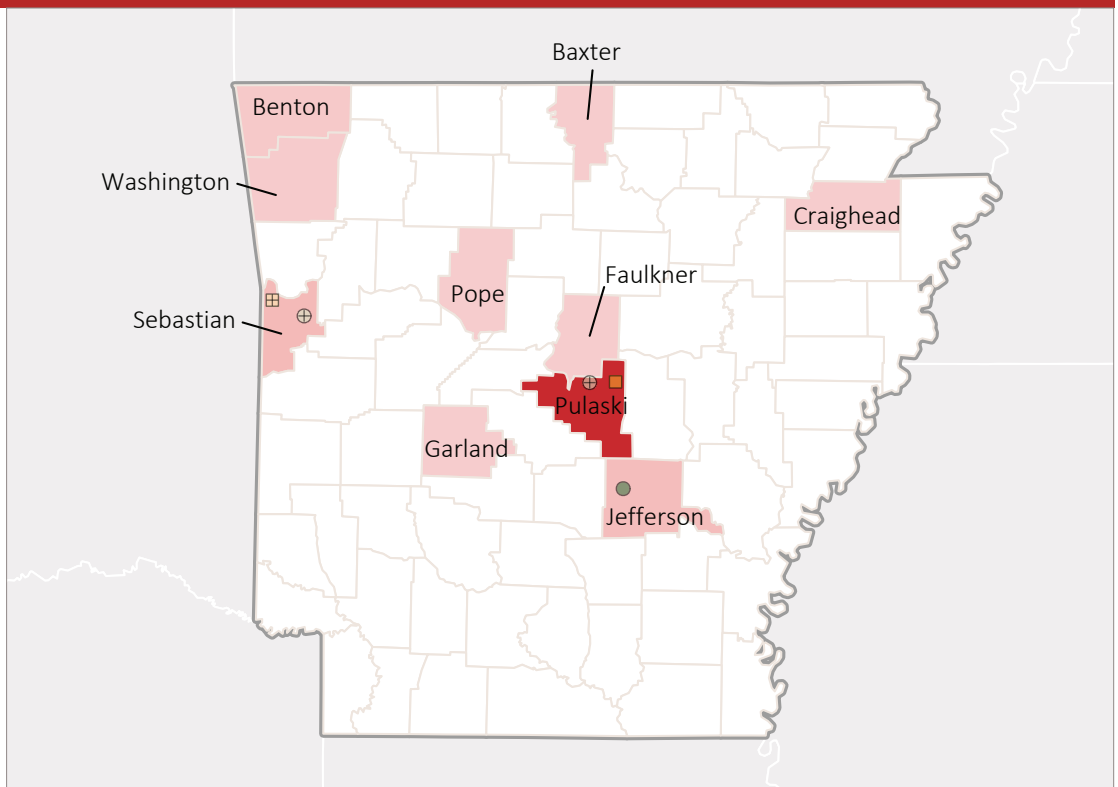 Baxter
Benton
Washington
Craighead
Faulkner
Pope
Sebastian
Pulaski
Garland
Jefferson